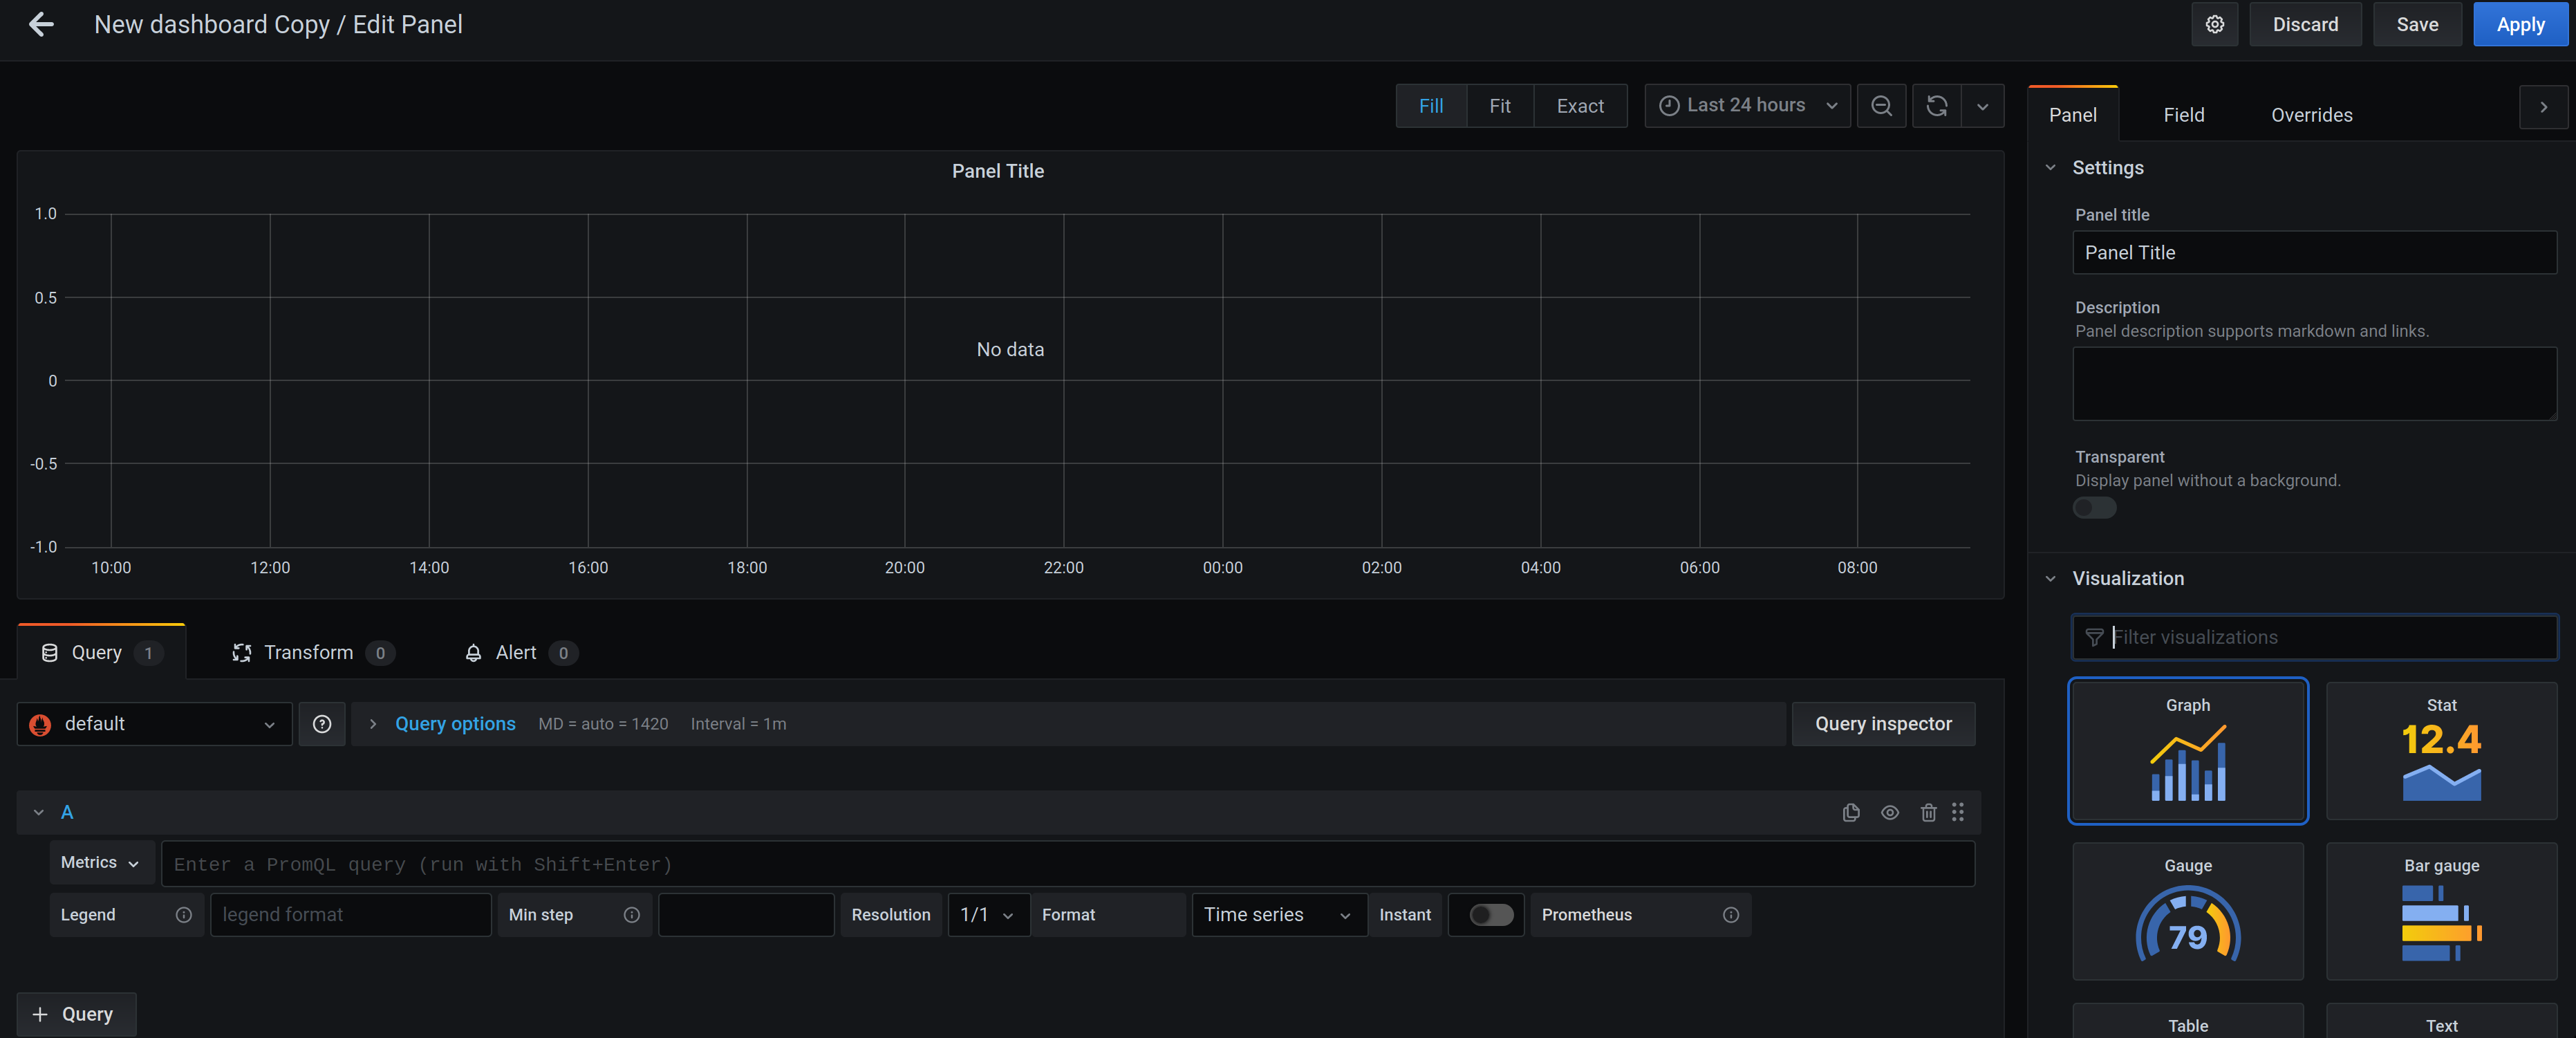 New dashboard Copy / Edit Panel
Discard
Save
Apply
Fill
Fit
Exact
Last 24 hours
Panel
Field
Overrides
Panel Title
1.0
0.5
0
-0.5
-1.0
No data
10:00
12:00
14:00
16:00
18:00
20:00
22:00
00:00
02:00
04:00
06:00
08:00
Settings
Panel title
Panel Title
Description
Panel description supports markdown and links.
Transparent
Display panel without a background.
Visualization
Filter visualizations
Graph
Stat
12.4
Gauge
79
Bar gauge
Table
Text
Query 1
Transform 0
Alert 0
default
Query options
MD = auto = 1420
Interval = 1m
Query inspector
A
Metrics
Enter a PromQL query (run with Shift+Enter)
Legend
legend format
Min step
Resolution
1/1
Format
Time series
Instant
Prometheus
+ Query